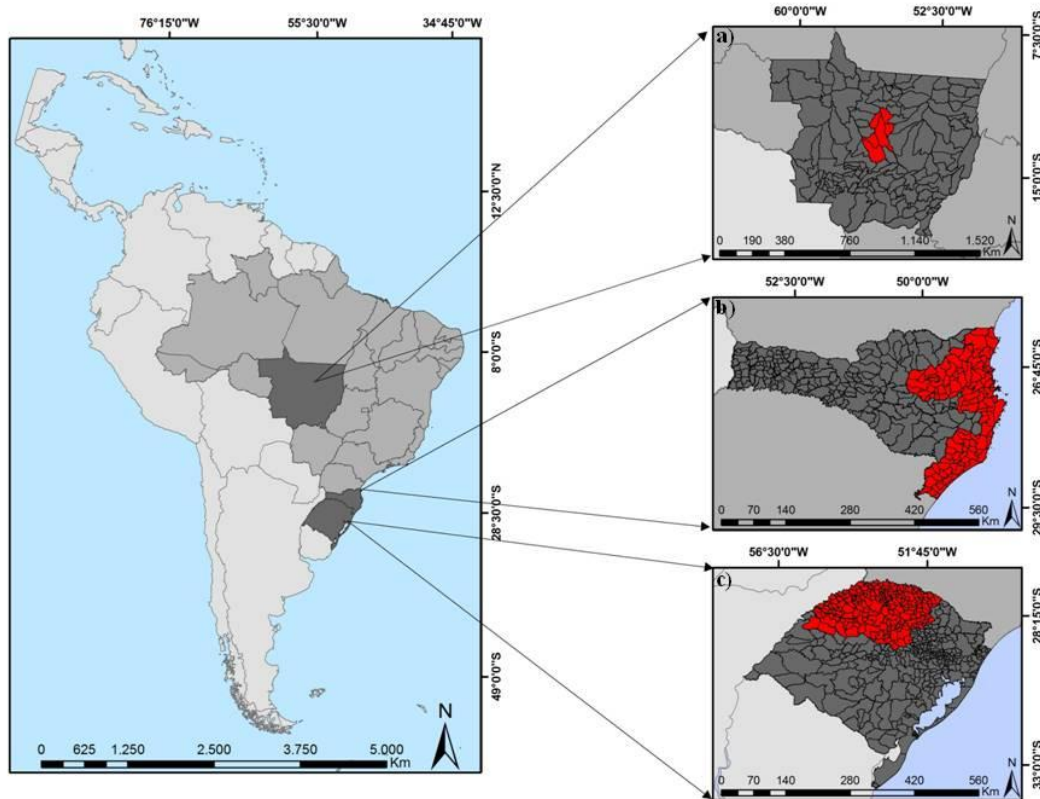 76°15'0"W 55°30'0"W 34°45'0"W
12°30'0"N
8°0'0"S
28°30'0"S
49°0'0"S
N
0 625 1.250 2.500 3.750 5.000
Km
60°0'0"W 52°30'0"W
a)
7°30'0"S
15°0'0"S
N
0 190 380 760 1.140 1.520
Km
52°30'0"W 50°0'0"W
b)
26°45'0"S
29°30'0"S
N
0 70 140 280 420 560
Km
56°30'0"W 51°45'0"W
c)
28°15'0"S
33°0'0"S
N
0 70 140 280 420 560
Km